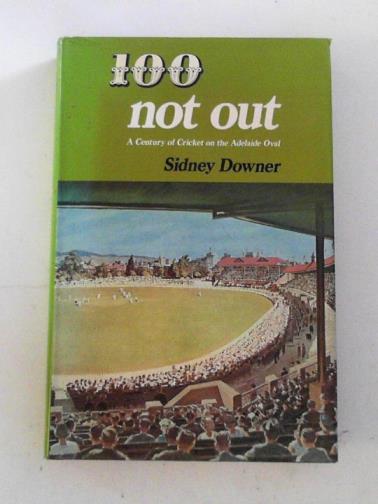 100
not out
A Century of Cricket on the Adelaide Oval
Sidney Downer